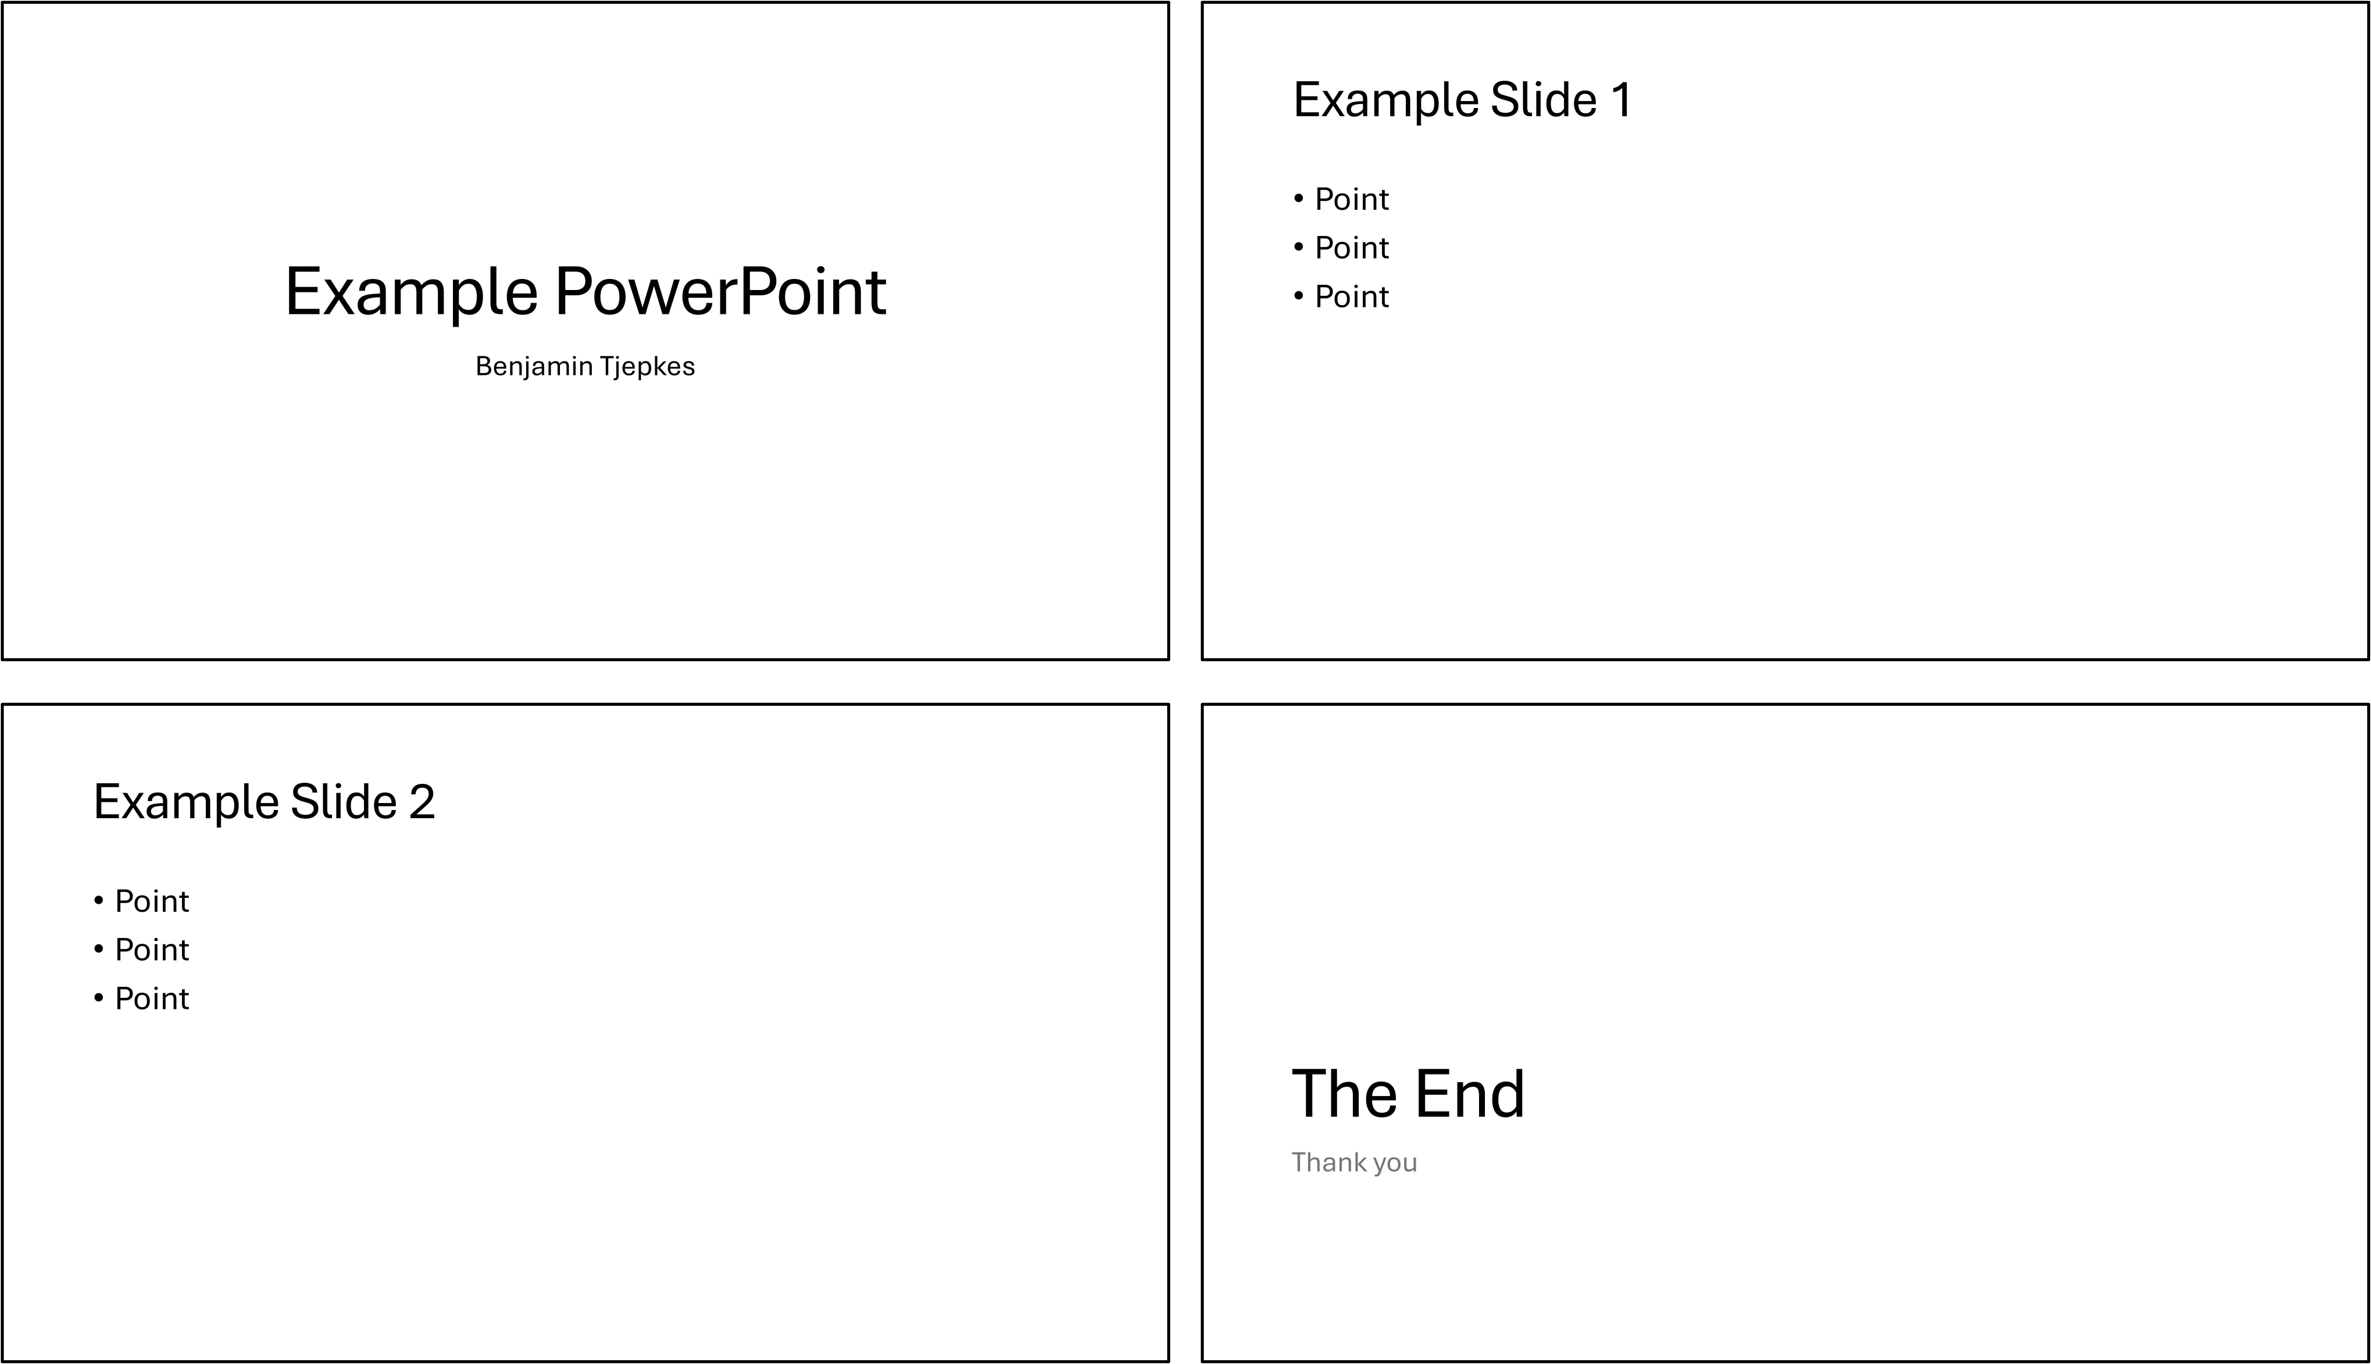 Example PowerPoint
Benjamin Tjepkes
Example Slide 1
• Point
• Point
• Point
Example Slide 2
• Point
• Point
• Point
The End
Thank you